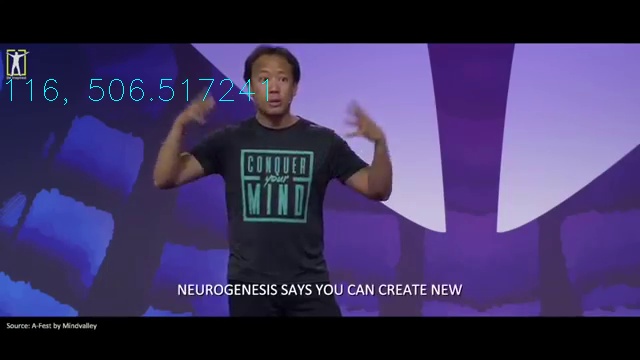 116, 506.517241
CONQUER
your
MIND
NEUROGENESIS SAYS YOU CAN CREATE NEW
Source: A-Fest by Mindvalley